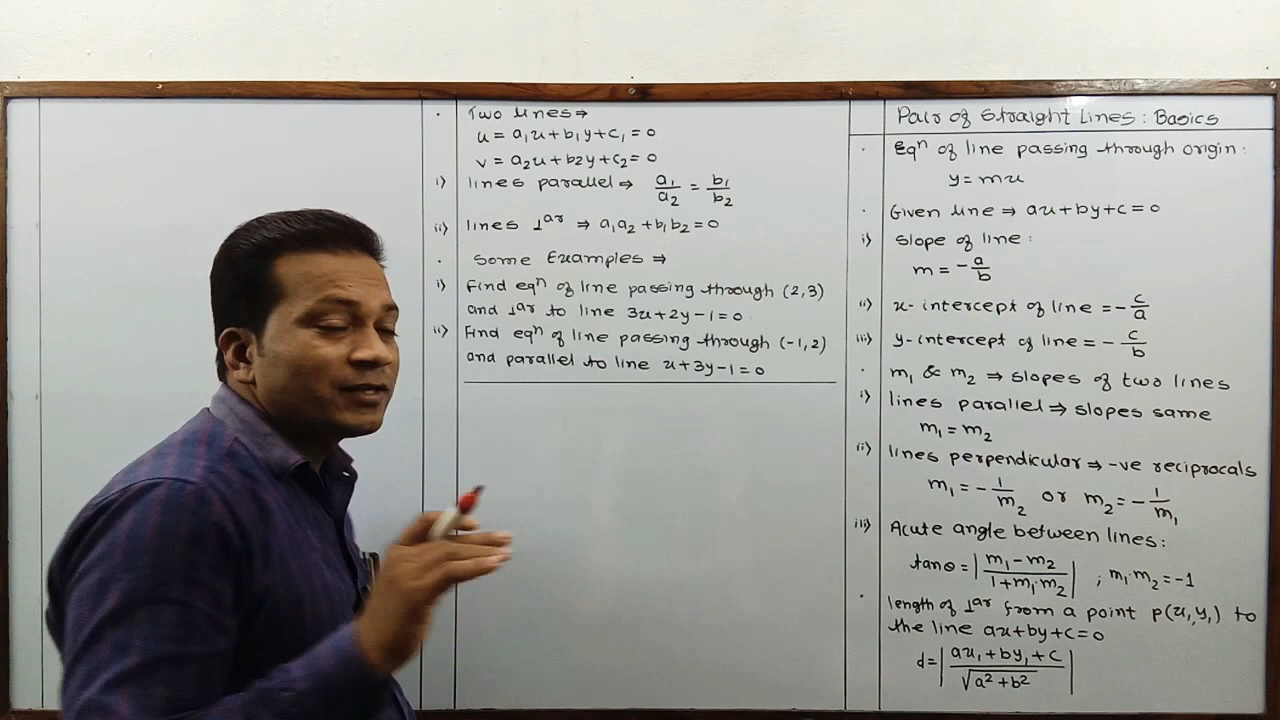 Pair of Straight Lines: Basics
· Eqⁿ of line passing through origin:
y=mx
· Given line ⇒ ax+by+c=0
i) slope of line:
m = -a/b
ii) x-intercept of line = -c/a
iii) y-intercept of line = -c/b
· m₁ & m₂ ⇒ slopes of two lines
i) lines parallel ⇒ slopes same
m₁ = m₂
ii) lines perpendicular ⇒ -ve reciprocals
m₁ = -1/m₂ or m₂ = -1/m₁
iii) Acute angle between lines:
tanθ = |(m₁-m₂)/(1+m₁·m₂)| ; m₁·m₂ = -1
· length of ⊥ar from a point P(x₁,y₁) to
the line ax+by+c=0
d = |(ax₁+by₁+c)/√(a²+b²)|
· Two lines ⇒
u = a₁x+b₁y+c₁=0
v = a₂x+b₂y+c₂=0
i) lines parallel ⇒ a₁/a₂ = b₁/b₂
ii) lines ⊥ar ⇒ a₁a₂+b₁b₂=0
· Some Examples ⇒
i) Find eqⁿ of line passing through (2,3)
and ⊥ar to line 3x+2y-1=0
ii) Find eqⁿ of line passing through (-1,2)
and parallel to line x+3y-1=0